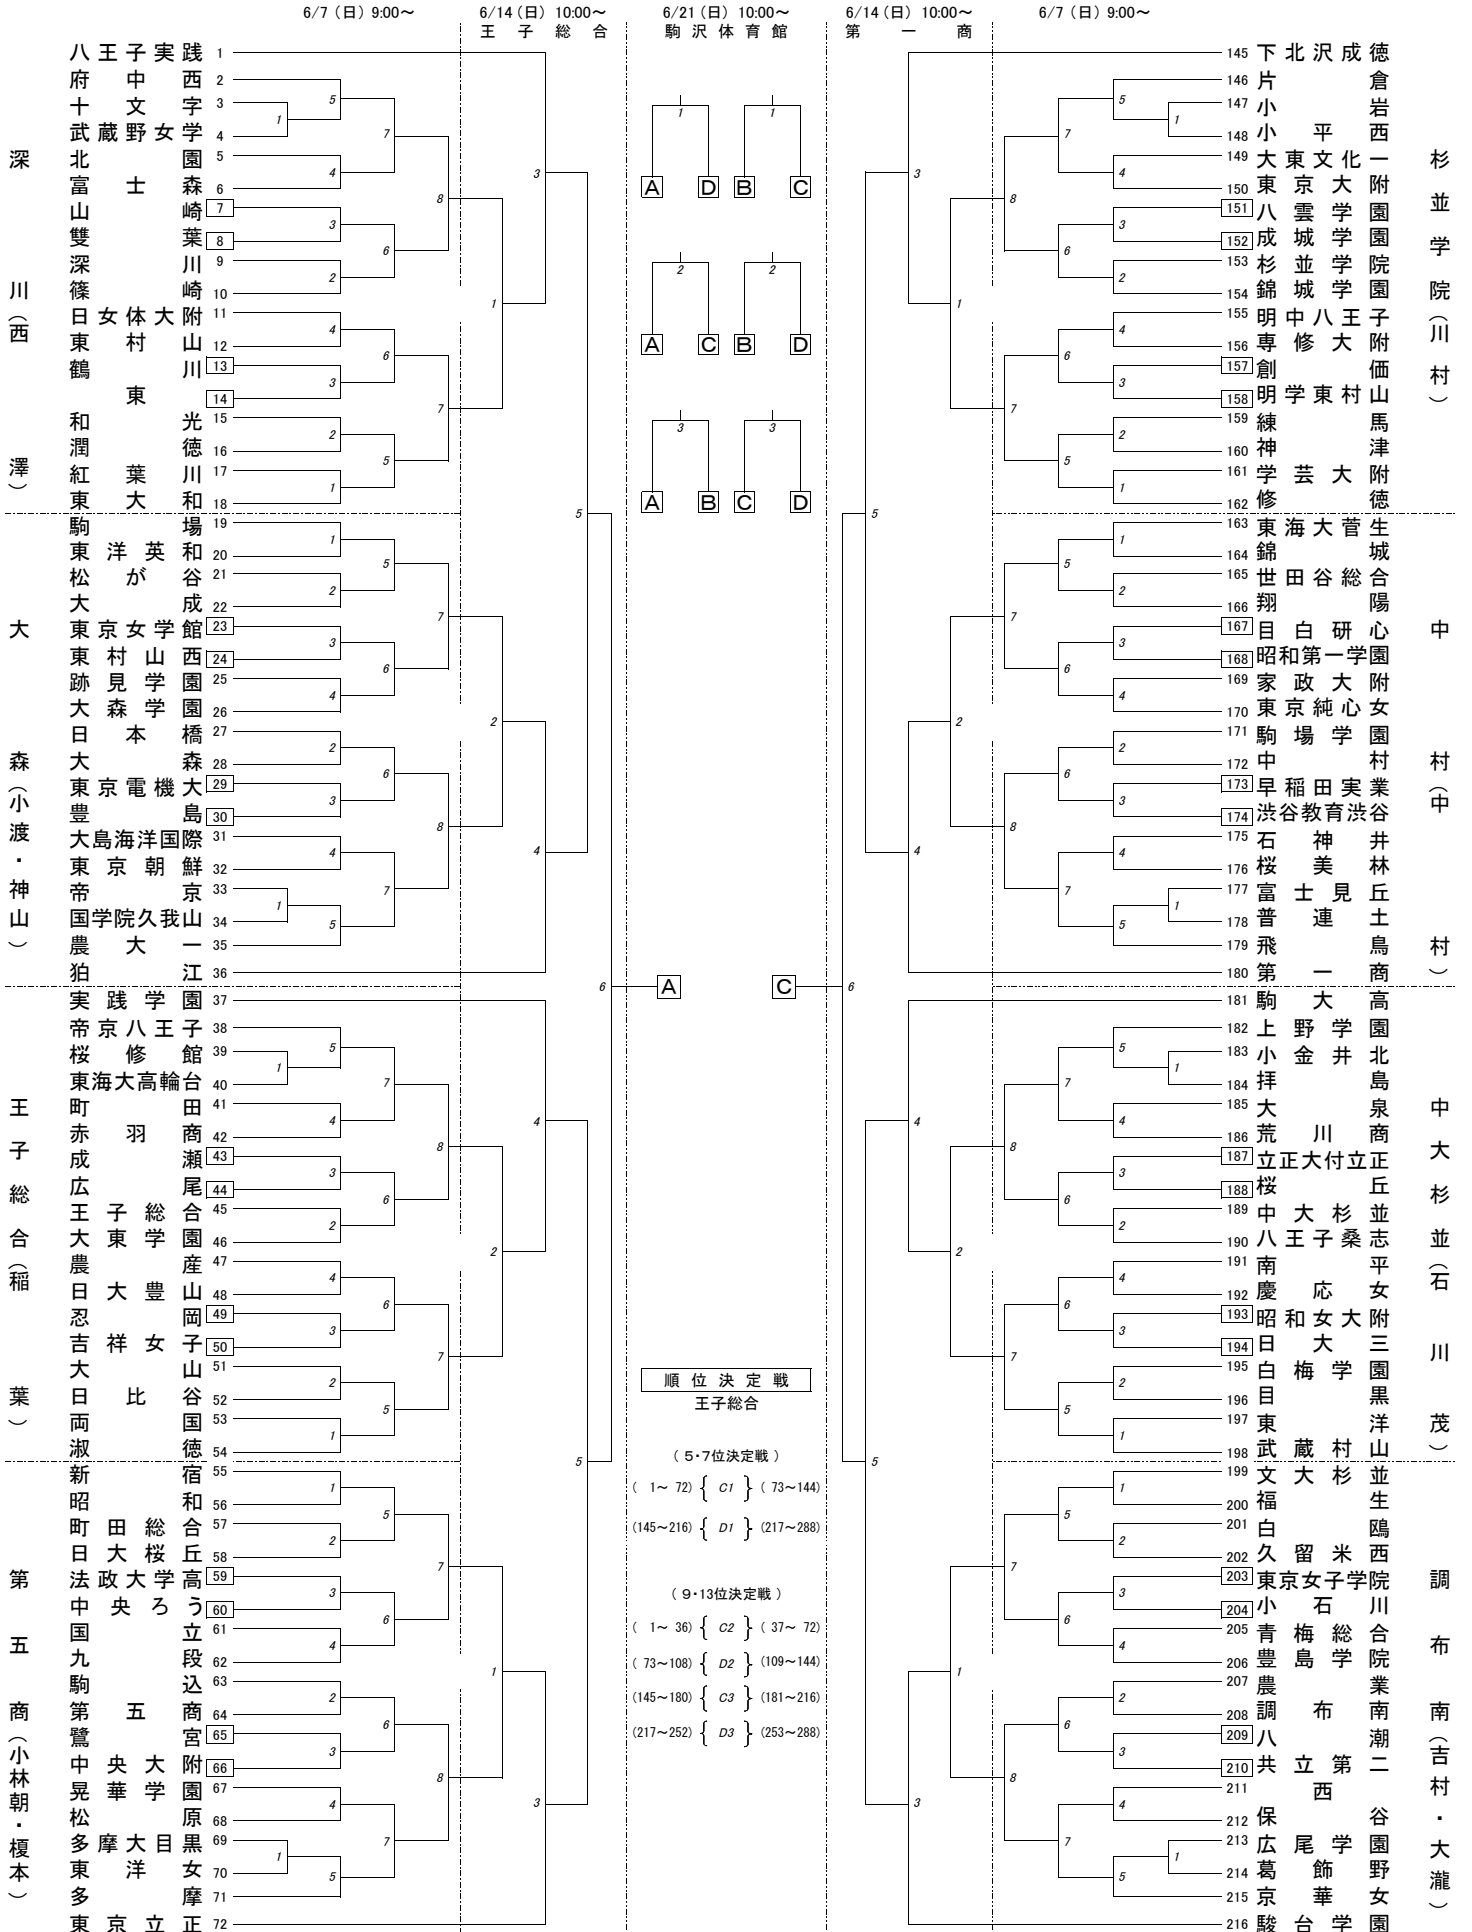 6/7（日）9:00～ 6/14（日）10:00～ 6/21（日）10:00～ 6/14（日）10:00～ 6/7（日）9:00～
王子総合 駒沢体育館 第一商
八王子実践 1
府中西 2
十文字 3
武蔵野女学 4
北園 5
富士森 6
山崎 7
雙葉 8
深川 9
篠崎 10
日女体大附 11
東村山 12
鶴川 13
東 14
和光 15
潤徳 16
紅葉川 17
東大和 18
深川（西澤）
駒場 19
東洋英和 20
松が谷 21
大成 22
東京女学館 23
東村山西 24
跡見学園 25
大森学園 26
日本橋 27
大森 28
東京電機大 29
豊島 30
大島海洋国際 31
東京朝鮮 32
帝京 33
国学院久我山 34
農大一 35
狛江 36
大森（小渡・神山）
実践学園 37
帝京八王子 38
桜修館 39
東海大高輪台 40
町田 41
赤羽商 42
成瀬 43
広尾 44
王子総合 45
大東学園 46
農産 47
日大豊山 48
忍岡 49
吉祥女子 50
大山 51
日比谷 52
両国 53
淑徳 54
王子総合（稲葉）
新宿 55
昭和 56
町田総合 57
日大桜丘 58
法政大学高 59
中央ろう 60
国立 61
九段 62
駒込 63
第五商 64
鷺宮 65
中央大附 66
晃華学園 67
松原 68
多摩大目黒 69
東洋女 70
多摩 71
東京立正 72
第五商（小林朝・榎本）
1 1
A D B C
2 2
A C B D
3 3
A B C D
A C
順位決定戦
王子総合
（5・7位決定戦）
（ 1～ 72）{ C1 }（ 73～144）
（145～216）{ D1 }（217～288）
（9・13位決定戦）
（ 1～ 36）{ C2 }（ 37～ 72）
（ 73～108）{ D2 }（109～144）
（145～180）{ C3 }（181～216）
（217～252）{ D3 }（253～288）
145 下北沢成徳
146 片倉
147 小岩
148 小平西
149 大東文化一
150 東京大附
151 八雲学園
152 成城学園
153 杉並学院
154 錦城学園
155 明中八王子
156 専修大附
157 創価
158 明学東村山
159 練馬
160 神津
161 学芸大附
162 修徳
杉並学院（川村）
163 東海大菅生
164 錦城
165 世田谷総合
166 翔陽
167 目白研心
168 昭和第一学園
169 家政大附
170 東京純心女
171 駒場学園
172 中村
173 早稲田実業
174 渋谷教育渋谷
175 石神井
176 桜美林
177 富士見丘
178 普連土
179 飛鳥
180 第一商
中村（中村）
181 駒大高
182 上野学園
183 小金井北
184 拝島
185 大泉
186 荒川商
187 立正大付立正
188 桜丘
189 中大杉並
190 八王子桑志
191 南平
192 慶応女
193 昭和女大附
194 日大三
195 白梅学園
196 目黒
197 東洋
198 武蔵村山
中大杉並（石川茂）
199 文大杉並
200 福生
201 白鴎
202 久留米西
203 東京女子学院
204 小石川
205 青梅総合
206 豊島学院
207 農業
208 調布南
209 八潮
210 共立第二
211 西
212 保谷
213 広尾学園
214 葛飾野
215 京華女
216 駿台学園
調布南（吉村・大瀧）